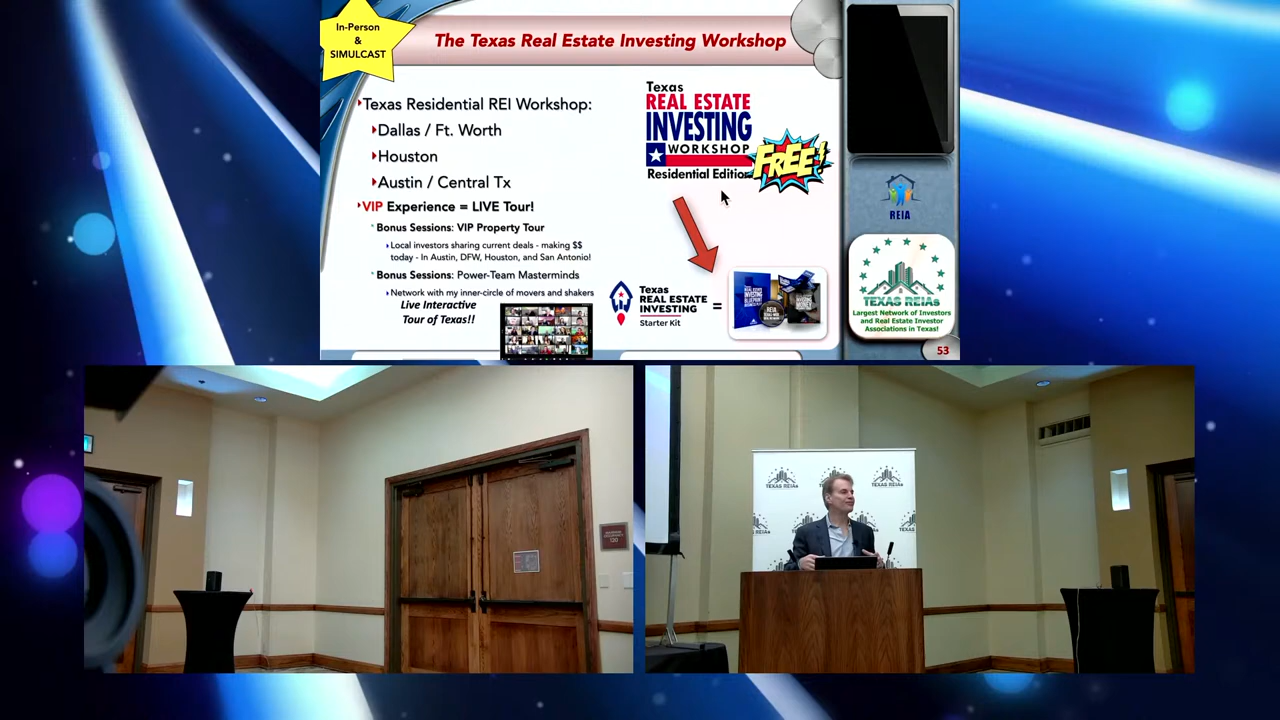 In-Person
&
SIMULCAST
The Texas Real Estate Investing Workshop
Texas Residential REI Workshop:
Dallas / Ft. Worth
Houston
Austin / Central Tx
VIP Experience = LIVE Tour!
Bonus Sessions: VIP Property Tour
Local investors sharing current deals - making $$
today - In Austin, DFW, Houston, and San Antonio!
Bonus Sessions: Power-Team Masterminds
Network with my inner-circle of movers and shakers
Live Interactive
Tour of Texas!!
Texas
REAL ESTATE
INVESTING
WORKSHOP
Residential Edition
FREE!
Texas
REAL ESTATE
INVESTING
Starter Kit
=
REIA
TEXAS REIAs
Largest Network of Investors
and Real Estate Investor
Associations in Texas!
53
TEXAS REIAs
TEXAS REIAs